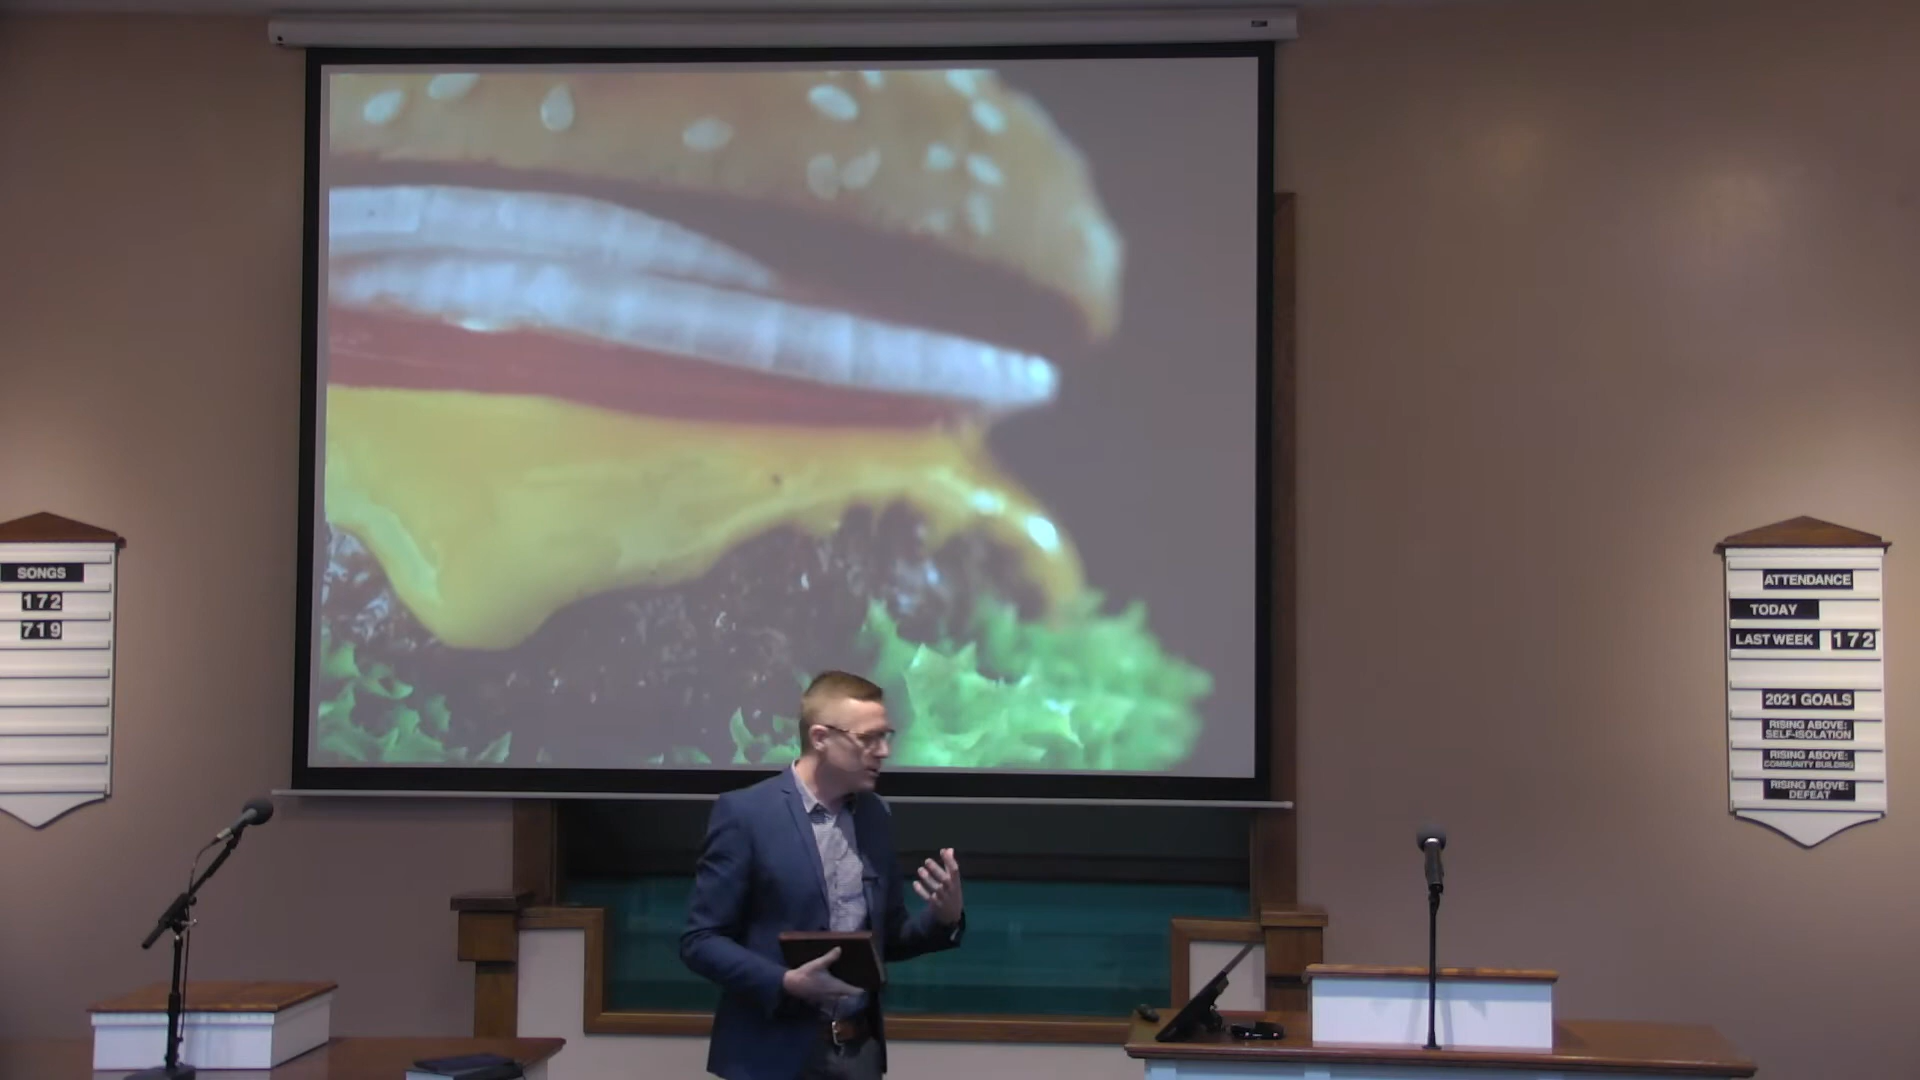 SONGS
172
719
ATTENDANCE
TODAY
LAST WEEK 172
2021 GOALS
RISING ABOVE:
SELF-ISOLATION
RISING ABOVE:
COMMUNITY BUILDING
RISING ABOVE:
DEFEAT